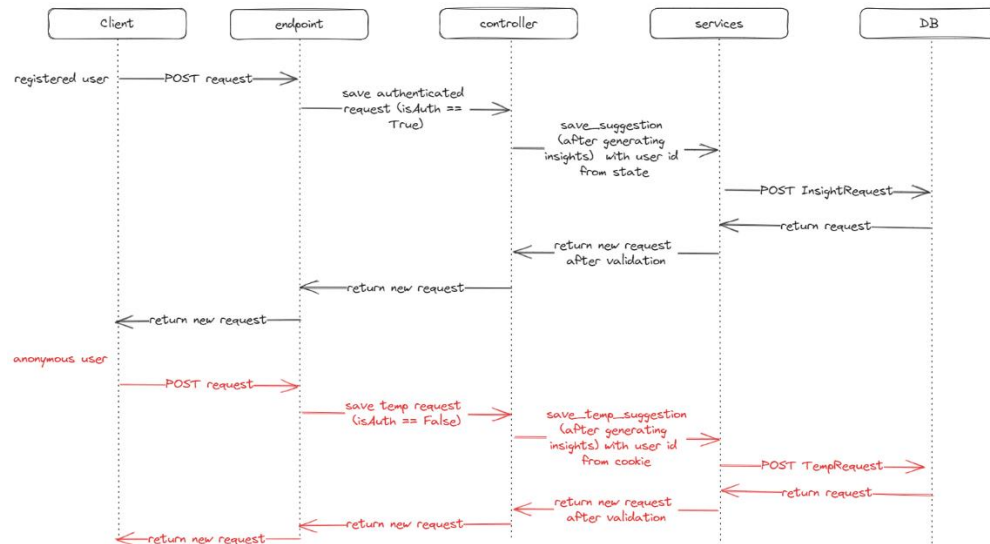 Client
endpoint
controller
services
DB
registered user
POST request
save authenticated
request (isAuth ==
True)
save_suggestion
(after generating
insights) with user id
from state
POST InsightRequest
return request
return new request
after validation
return new request
return new request
anonymous user
POST request
save temp request
(isAuth == False)
save_temp_suggestion
(after generating
insights) with user id
from cookie
POST TempRequest
return request
return new request
after validation
return new request
return new request